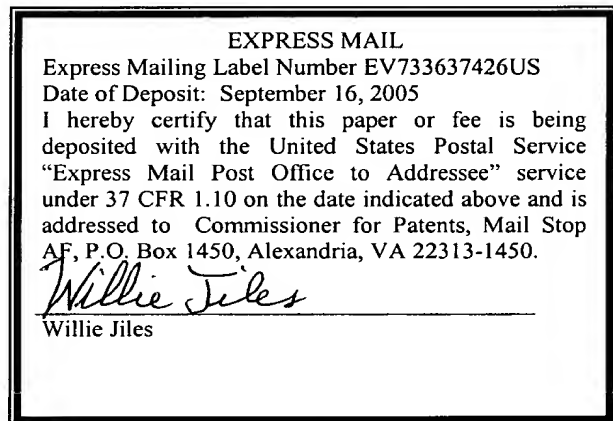 EXPRESS MAIL
Express Mailing Label Number EV733637426US
Date of Deposit: September 16, 2005
I hereby certify that this paper or fee is being
deposited with the United States Postal Service
“Express Mail Post Office to Addressee” service
under 37 CFR 1.10 on the date indicated above and is
addressed to Commissioner for Patents, Mail Stop
AF, P.O. Box 1450, Alexandria, VA 22313-1450.
Willie Jiles
Willie Jiles